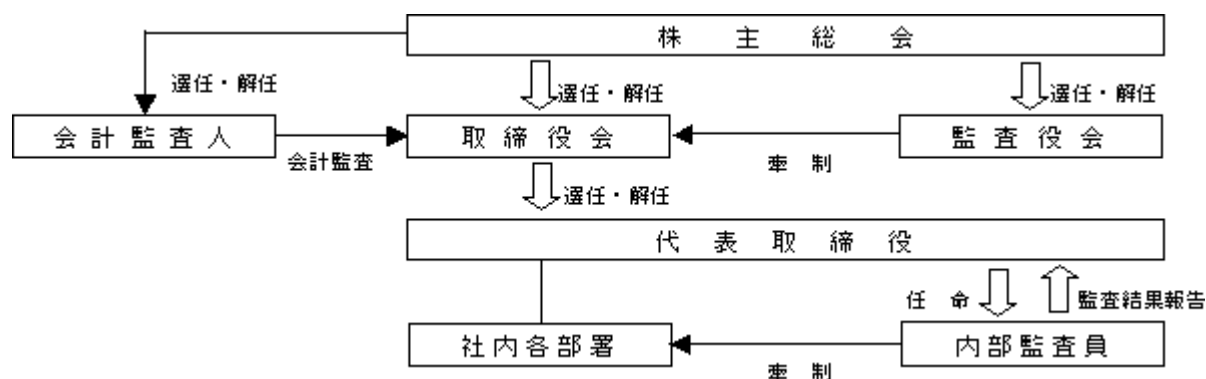 株主総会
選任・解任
選任・解任
選任・解任
会計監査人
会計監査
取締役会
牽制
監査役会
選任・解任
代表取締役
任命
監査結果報告
社内各部署
牽制
内部監査員